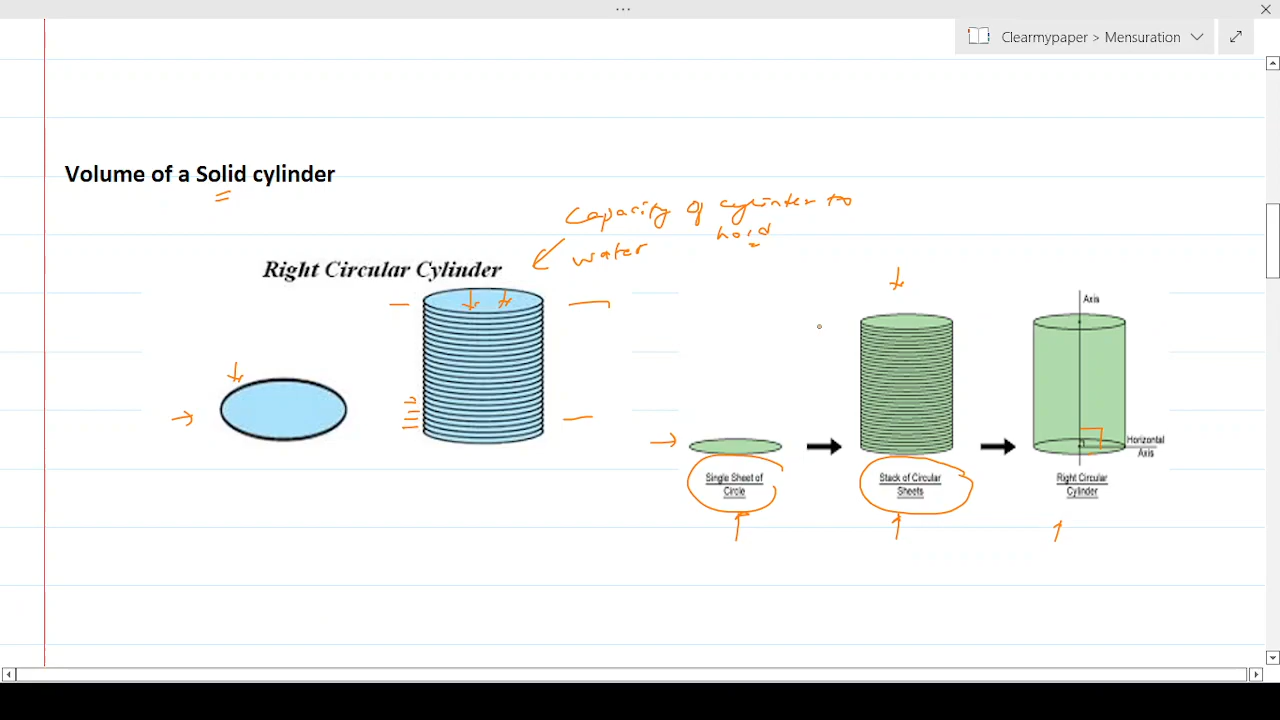 Clearmypaper > Mensuration
Volume of a Solid cylinder
Capacity of cylinder to
hold
water
Right Circular Cylinder
Axis
Horizontal
Axis
Single Sheet of
Circle
Stack of Circular
Sheets
Right Circular
Cylinder